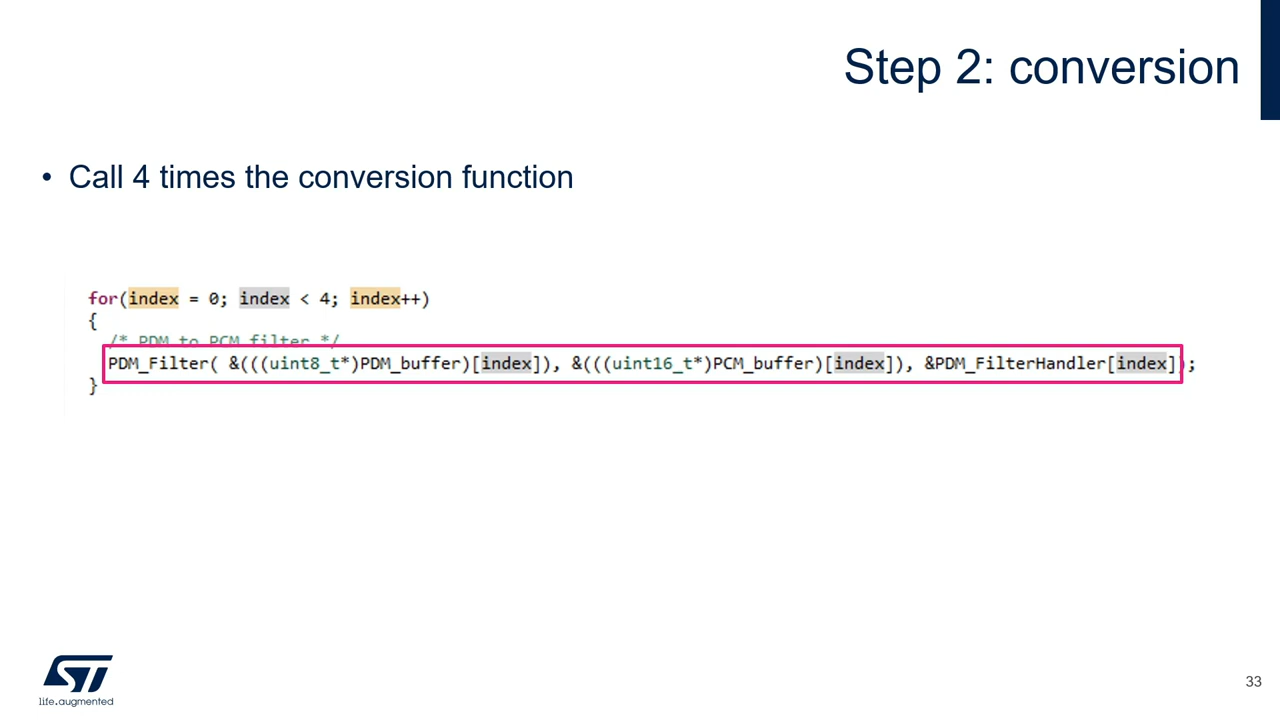 Step 2: conversion
• Call 4 times the conversion function
for(index = 0; index < 4; index++)
{
/* PDM to PCM filter */
PDM_Filter( &(((uint8_t*)PDM_buffer)[index]), &(((uint16_t*)PCM_buffer)[index]), &PDM_FilterHandler[index]);
}
ST
life.augmented
33